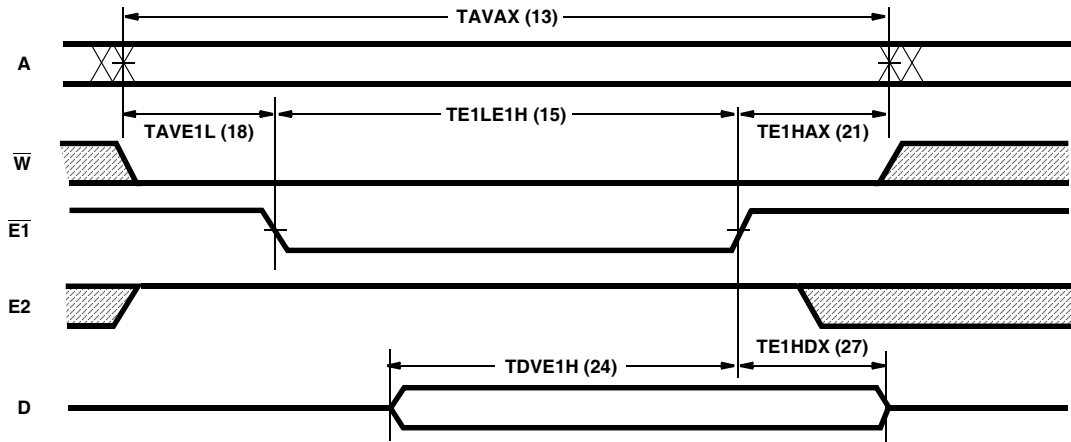 TAVAX (13)
A
TAVE1L (18)
TE1LE1H (15)
TE1HAX (21)
W
E1
E2
TE1HDX (27)
TDVE1H (24)
D